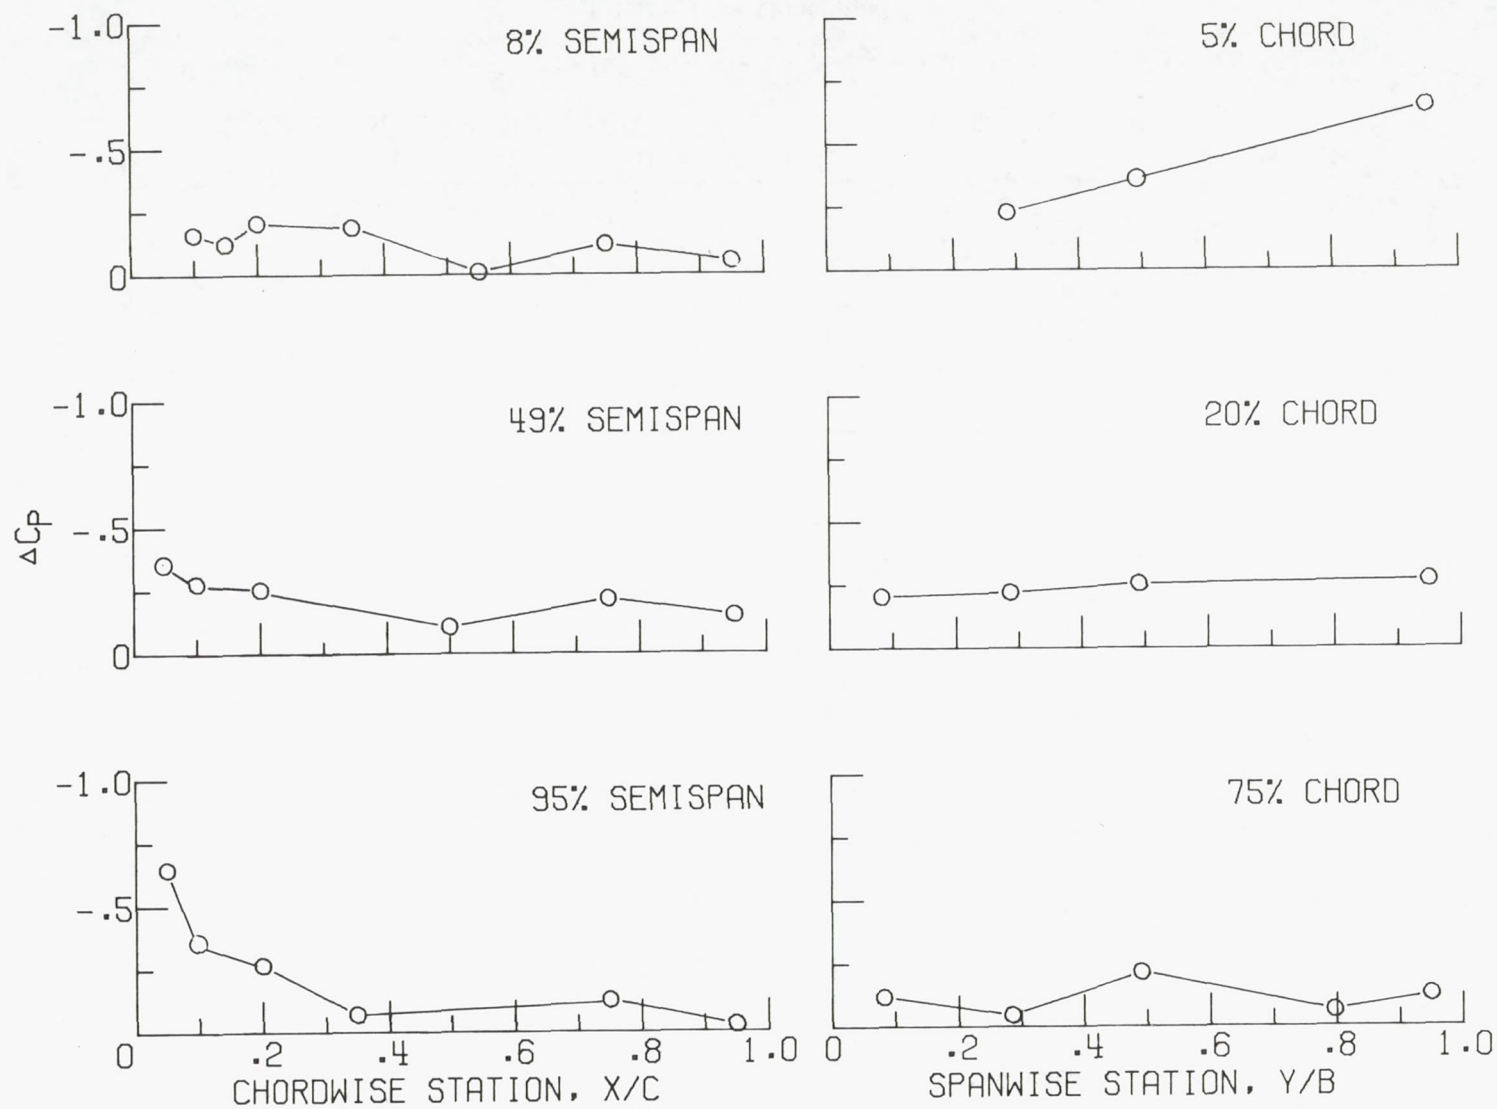 8% SEMISPAN
-1.0
-.5
0
5% CHORD
49% SEMISPAN
-1.0
-.5
0
ΔCp
20% CHORD
95% SEMISPAN
-1.0
-.5
0 .2 .4 .6 .8 1.0
CHORDWISE STATION, X/C
75% CHORD
0 .2 .4 .6 .8 1.0
SPANWISE STATION, Y/B